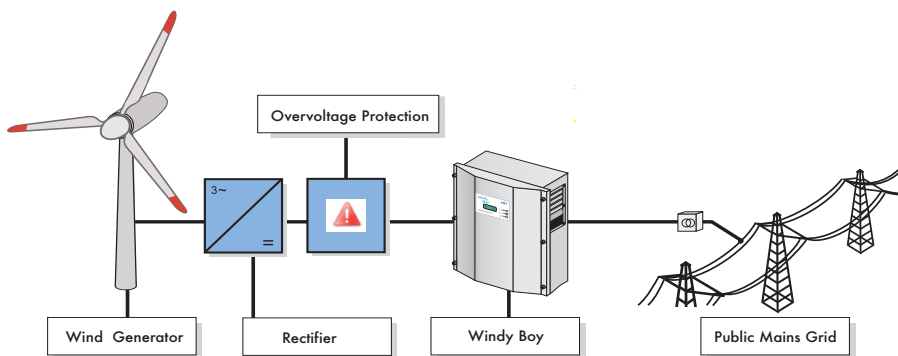 Overvoltage Protection
3~
=
Wind Generator
Rectifier
Windy Boy
Public Mains Grid